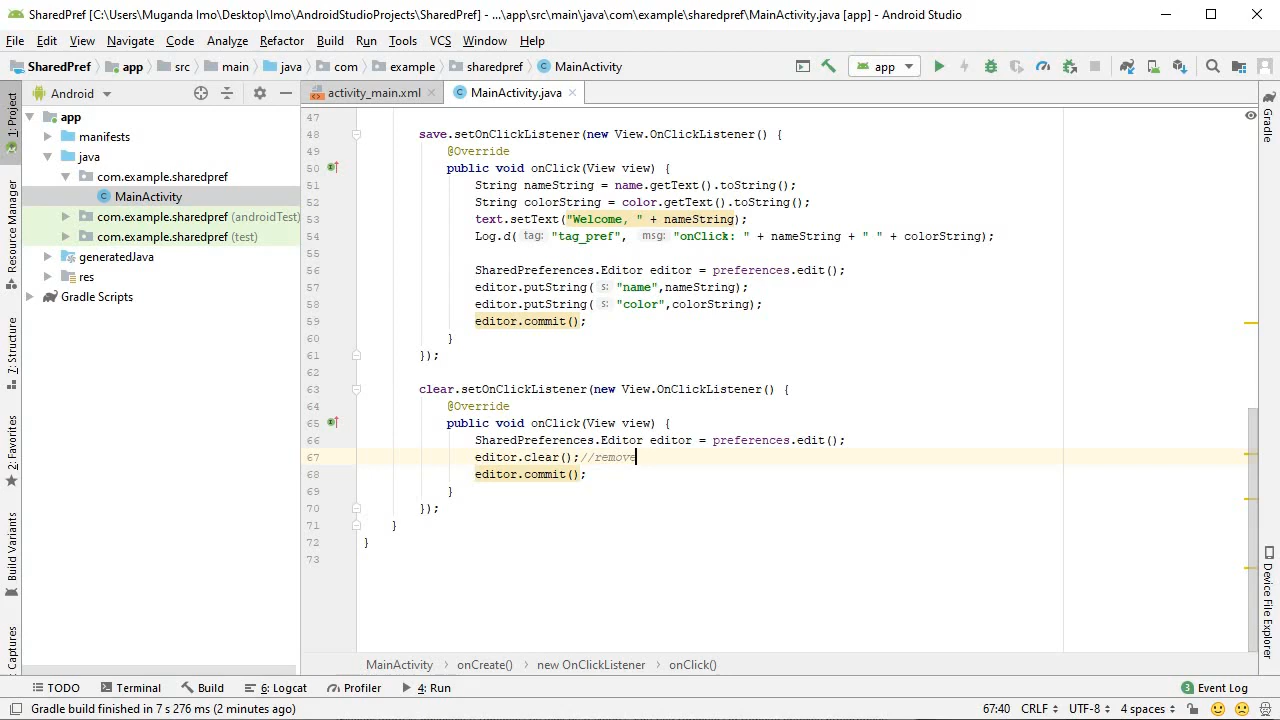 SharedPref [C:\Users\Muganda Imo\Desktop\Imo\AndroidStudioProjects\SharedPref] - ...\app\src\main\java\com\example\sharedpref\MainActivity.java [app] - Android Studio
File Edit View Navigate Code Analyze Refactor Build Run Tools VCS Window Help
SharedPref app src main java com example sharedpref MainActivity app
Android activity_main.xml MainActivity.java
1: Project
Resource Manager
7: Structure
2: Favorites
Build Variants
Captures
app
manifests
java
com.example.sharedpref
MainActivity
com.example.sharedpref (androidTest)
com.example.sharedpref (test)
generatedJava
res
Gradle Scripts
47
48 save.setOnClickListener(new View.OnClickListener() {
49 @Override
50 public void onClick(View view) {
51 String nameString = name.getText().toString();
52 String colorString = color.getText().toString();
53 text.setText("Welcome, " + nameString);
54 Log.d( tag: "tag_pref", msg: "onClick: " + nameString + " " + colorString);
55
56 SharedPreferences.Editor editor = preferences.edit();
57 editor.putString( s: "name",nameString);
58 editor.putString( s: "color",colorString);
59 editor.commit();
60 }
61 });
62
63 clear.setOnClickListener(new View.OnClickListener() {
64 @Override
65 public void onClick(View view) {
66 SharedPreferences.Editor editor = preferences.edit();
67 editor.clear();//remove
68 editor.commit();
69 }
70 });
71 }
72 }
73
Gradle
Device File Explorer
MainActivity onCreate() new OnClickListener onClick()
TODO Terminal Build 6: Logcat Profiler 4: Run 3 Event Log
Gradle build finished in 7 s 276 ms (2 minutes ago) 67:40 CRLF UTF-8 4 spaces